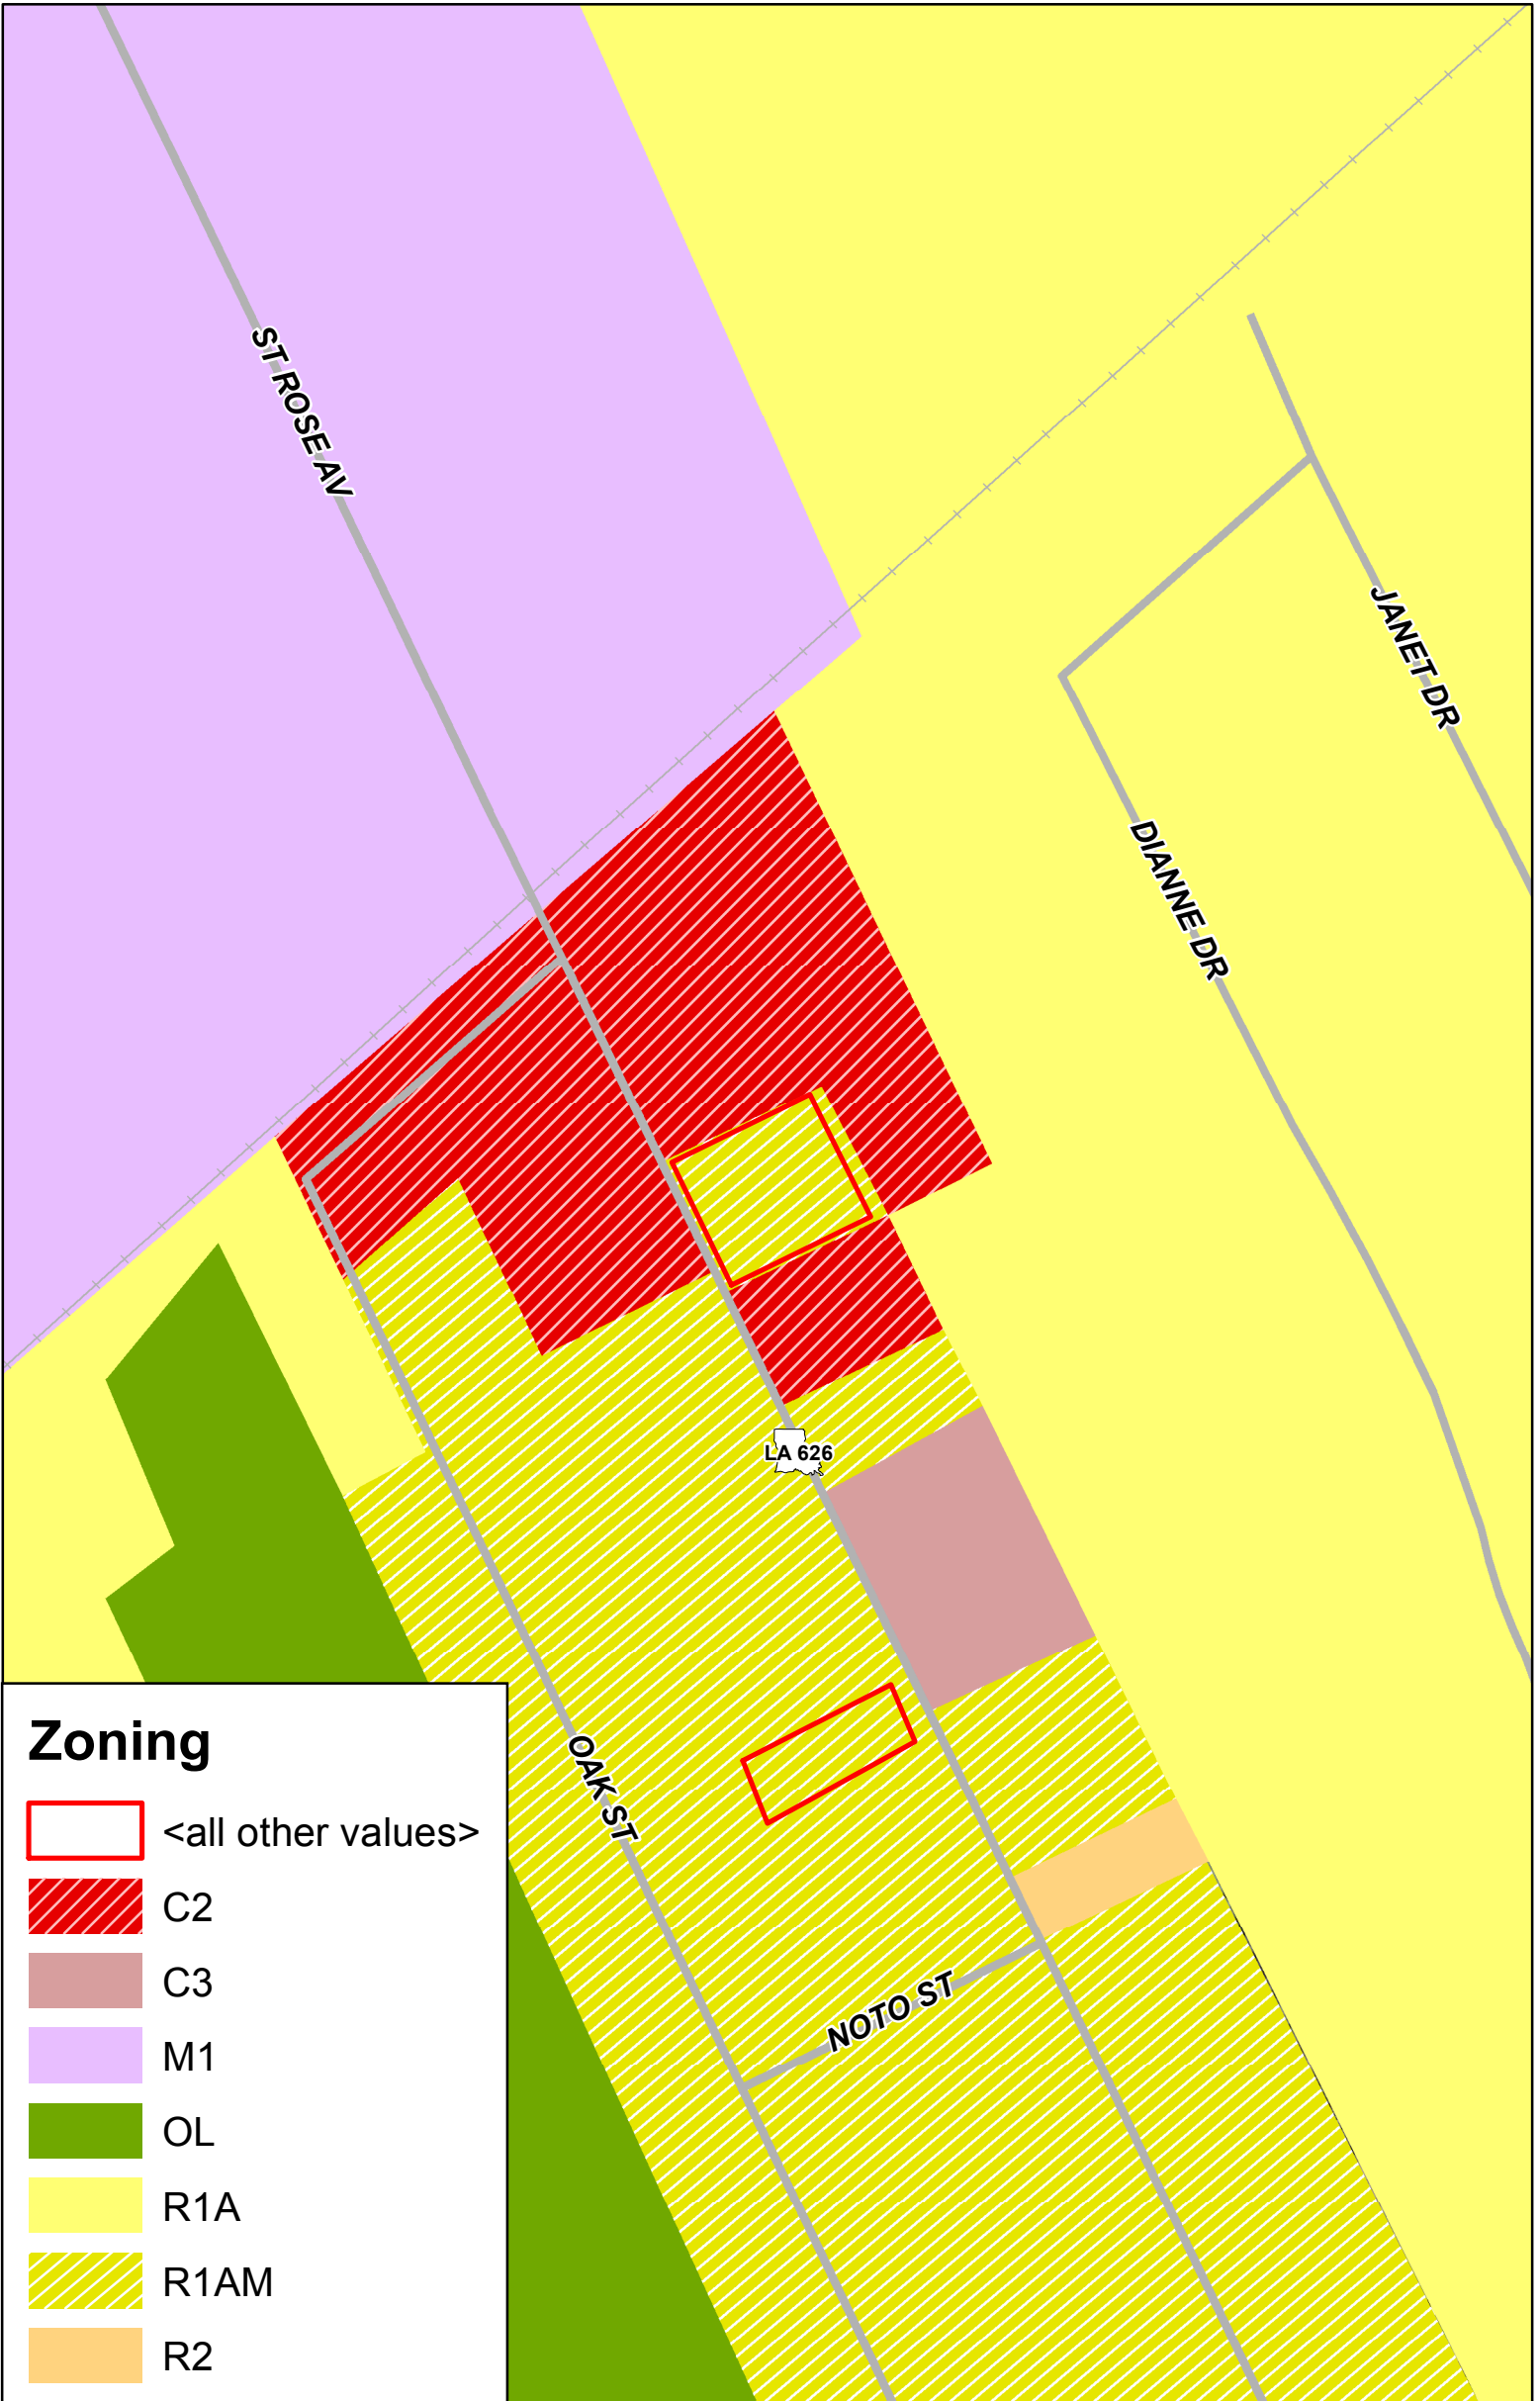 ST ROSE AV
JANET DR
DIANNE DR
LA 626
OAK ST
NOTO ST
Zoning
<all other values>
C2
C3
M1
OL
R1A
R1AM
R2